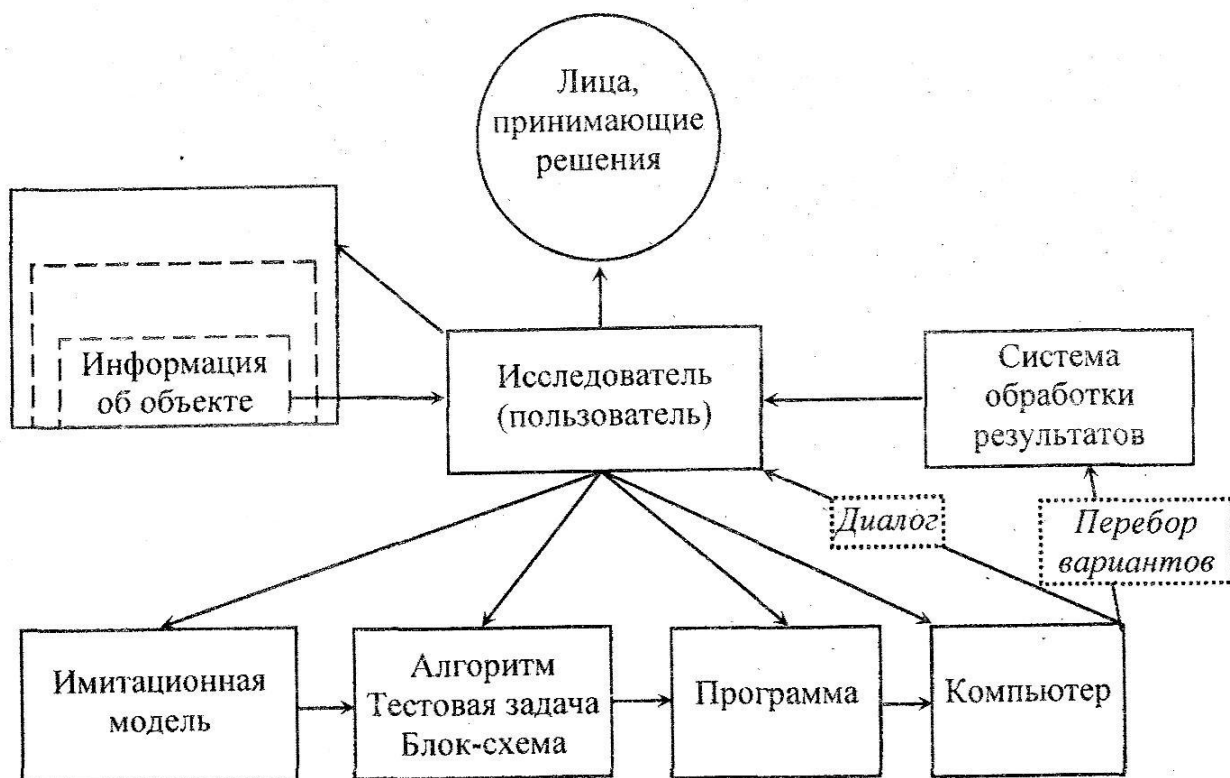 Лица,
принимающие
решения
Информация
об объекте
Исследователь
(пользователь)
Система
обработки
результатов
Диалог
Перебор
вариантов
Имитационная
модель
Алгоритм
Тестовая задача
Блок-схема
Программа
Компьютер